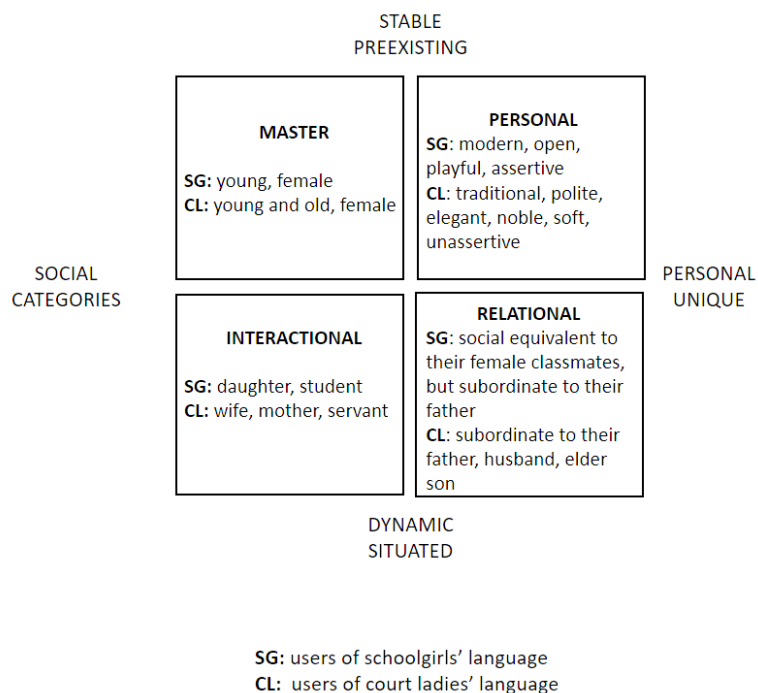 STABLE
PREEXISTING
MASTER
SG: young, female
CL: young and old, female
PERSONAL
SG: modern, open,
playful, assertive
CL: traditional, polite,
elegant, noble, soft,
unassertive
SOCIAL
CATEGORIES
PERSONAL
UNIQUE
INTERACTIONAL
SG: daughter, student
CL: wife, mother, servant
RELATIONAL
SG: social equivalent to
their female classmates,
but subordinate to their
father
CL: subordinate to their
father, husband, elder
son
DYNAMIC
SITUATED
SG: users of schoolgirls’ language
CL: users of court ladies’ language